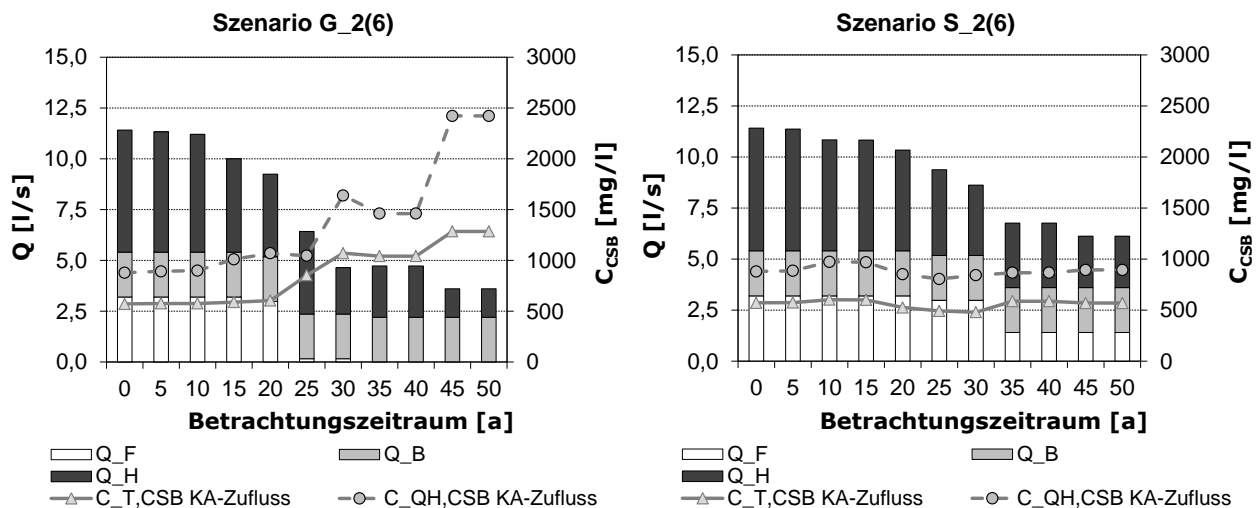 Szenario G_2(6)
15,0
12,5
10,0
7,5
5,0
2,5
0,0
Q [l/s]
3000
2500
2000
1500
1000
500
0
C_CSB [mg/l]
0 5 10 15 20 25 30 35 40 45 50
Betrachtungszeitraum [a]
Q_F
Q_B
Q_H
C_T,CSB KA-Zufluss
C_QH,CSB KA-Zufluss
Szenario S_2(6)
15,0
12,5
10,0
7,5
5,0
2,5
0,0
Q [l/s]
3000
2500
2000
1500
1000
500
0
C_CSB [mg/l]
0 5 10 15 20 25 30 35 40 45 50
Betrachtungszeitraum [a]
Q_F
Q_B
Q_H
C_T,CSB KA-Zufluss
C_QH,CSB KA-Zufluss